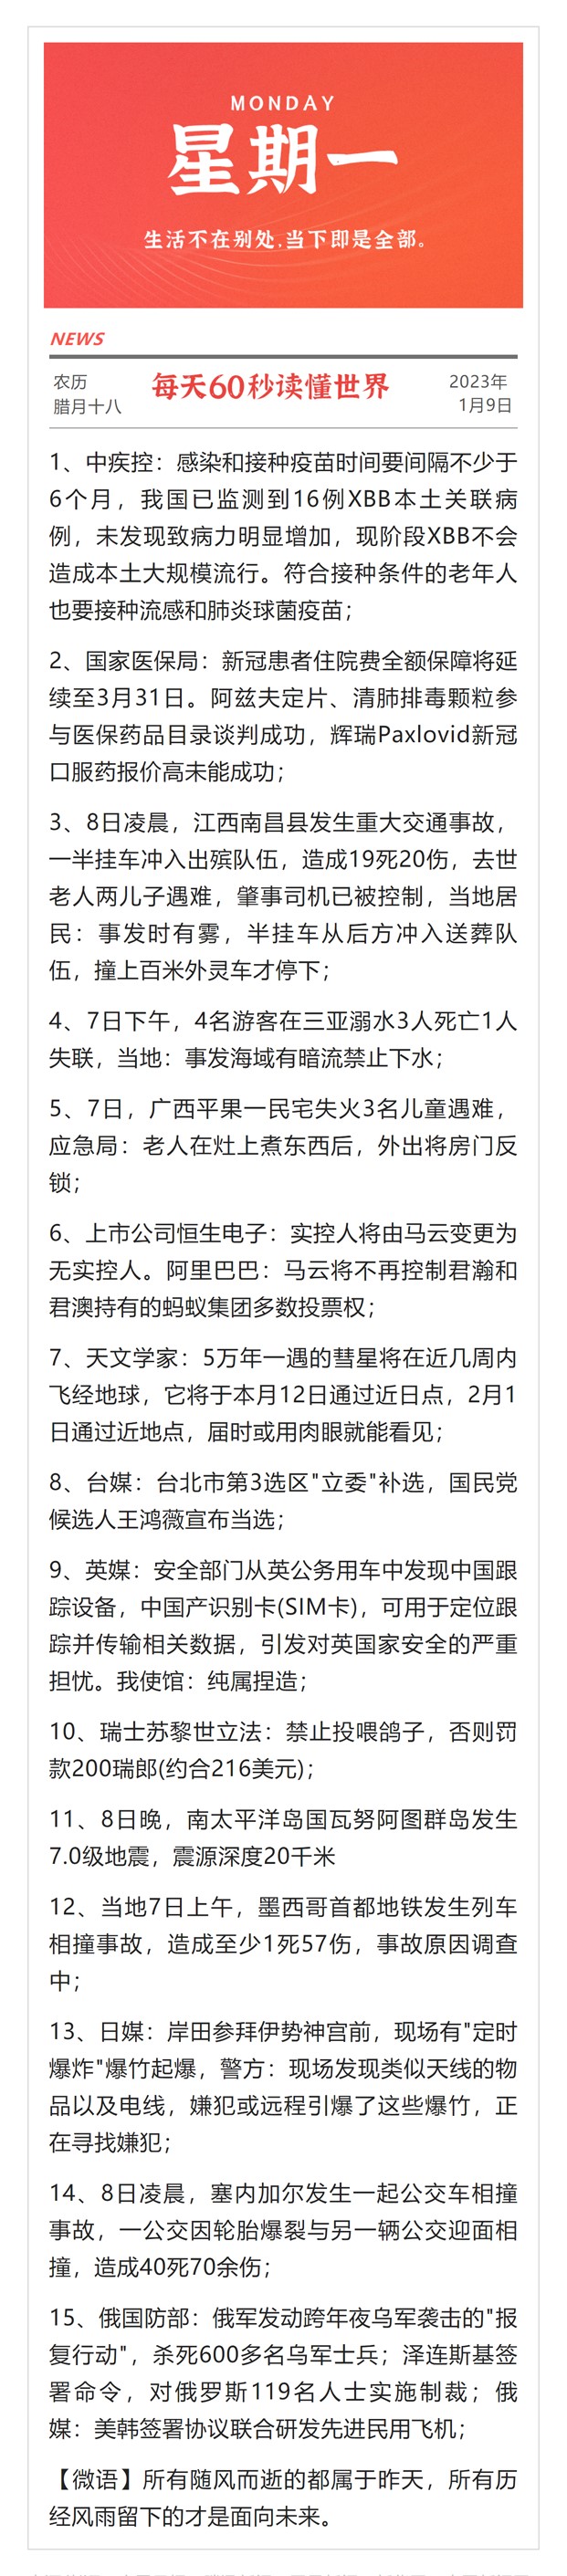 MONDAY
星期一
生活不在别处,当下即是全部。
NEWS
农历
腊月十八
每天60秒读懂世界
2023年
1月9日
1、中疾控：感染和接种疫苗时间要间隔不少于
6个月，我国已监测到16例XBB本土关联病
例，未发现致病力明显增加，现阶段XBB不会
造成本土大规模流行。符合接种条件的老年人
也要接种流感和肺炎球菌疫苗；
2、国家医保局：新冠患者住院费全额保障将延
续至3月31日。阿兹夫定片、清肺排毒颗粒参
与医保药品目录谈判成功，辉瑞Paxlovid新冠
口服药报价高未能成功；
3、8日凌晨，江西南昌县发生重大交通事故，
一半挂车冲入出殡队伍，造成19死20伤，去世
老人两儿子遇难，肇事司机已被控制，当地居
民：事发时有雾，半挂车从后方冲入送葬队
伍，撞上百米外灵车才停下；
4、7日下午，4名游客在三亚溺水3人死亡1人
失联，当地：事发海域有暗流禁止下水；
5、7日，广西平果一民宅失火3名儿童遇难，
应急局：老人在灶上煮东西后，外出将房门反
锁；
6、上市公司恒生电子：实控人将由马云变更为
无实控人。阿里巴巴：马云将不再控制君瀚和
君澳持有的蚂蚁集团多数投票权；
7、天文学家：5万年一遇的彗星将在近几周内
飞经地球，它将于本月12日通过近日点，2月1
日通过近地点，届时或用肉眼就能看见；
8、台媒：台北市第3选区"立委"补选，国民党
候选人王鸿薇宣布当选；
9、英媒：安全部门从英公务用车中发现中国跟
踪设备，中国产识别卡(SIM卡)，可用于定位跟
踪并传输相关数据，引发对英国家安全的严重
担忧。我使馆：纯属捏造；
10、瑞士苏黎世立法：禁止投喂鸽子，否则罚
款200瑞郎(约合216美元)；
11、8日晚，南太平洋岛国瓦努阿图群岛发生
7.0级地震，震源深度20千米
12、当地7日上午，墨西哥首都地铁发生列车
相撞事故，造成至少1死57伤，事故原因调查
中；
13、日媒：岸田参拜伊势神宫前，现场有"定时
爆炸"爆竹起爆，警方：现场发现类似天线的物
品以及电线，嫌犯或远程引爆了这些爆竹，正
在寻找嫌犯；
14、8日凌晨，塞内加尔发生一起公交车相撞
事故，一公交因轮胎爆裂与另一辆公交迎面相
撞，造成40死70余伤；
15、俄国防部：俄军发动跨年夜乌军袭击的"报
复行动"，杀死600多名乌军士兵；泽连斯基签
署命令，对俄罗斯119名人士实施制裁；俄
媒：美韩签署协议联合研发先进民用飞机；
【微语】所有随风而逝的都属于昨天，所有历
经风雨留下的才是面向未来。